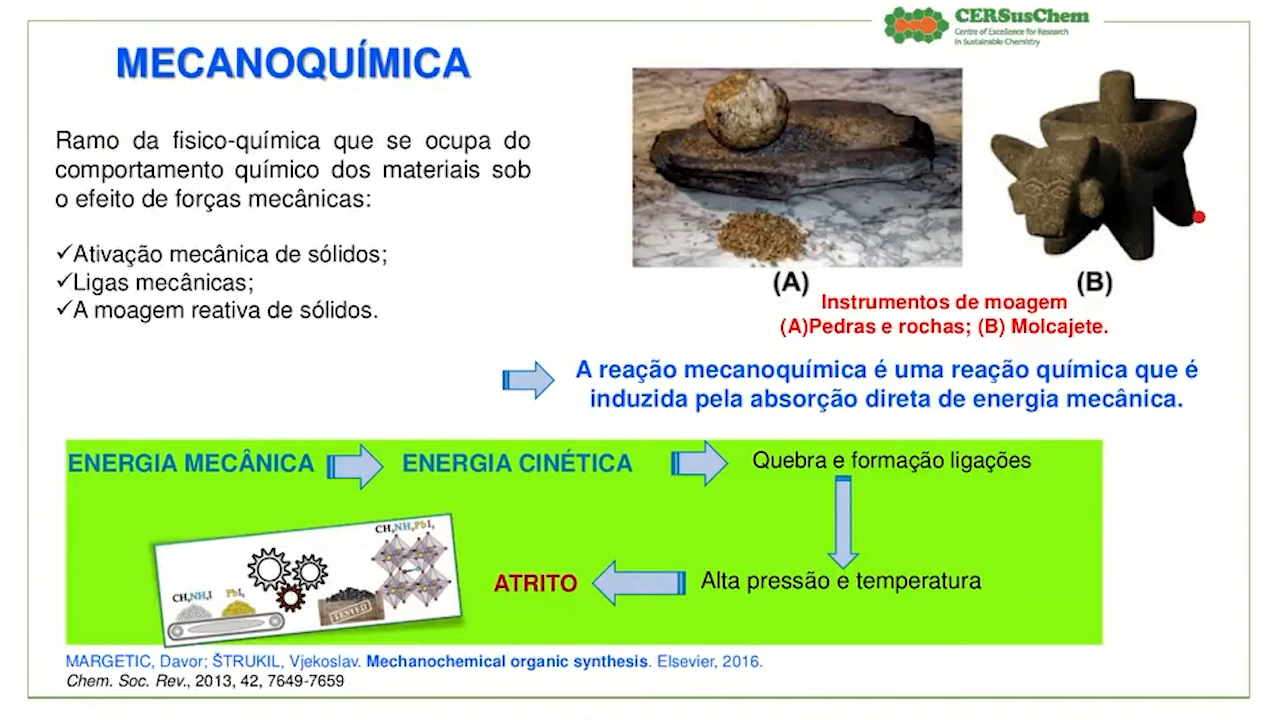 CERSusChem
Centre of Excellence for Research
in Sustainable Chemistry
MECANOQUÍMICA
Ramo da fisico-química que se ocupa do
comportamento químico dos materiais sob
o efeito de forças mecânicas:
✓Ativação mecânica de sólidos;
✓Ligas mecânicas;
✓A moagem reativa de sólidos.
(A)
(B)
Instrumentos de moagem
(A)Pedras e rochas; (B) Molcajete.
A reação mecanoquímica é uma reação química que é
induzida pela absorção direta de energia mecânica.
ENERGIA MECÂNICA
ENERGIA CINÉTICA
Quebra e formação ligações
Alta pressão e temperatura
ATRITO
CH₃NH₃PbI₃
CH₃NH₃I
PbI₂
TESTED
MARGETIC, Davor; ŠTRUKIL, Vjekoslav. Mechanochemical organic synthesis. Elsevier, 2016.
Chem. Soc. Rev., 2013, 42, 7649-7659